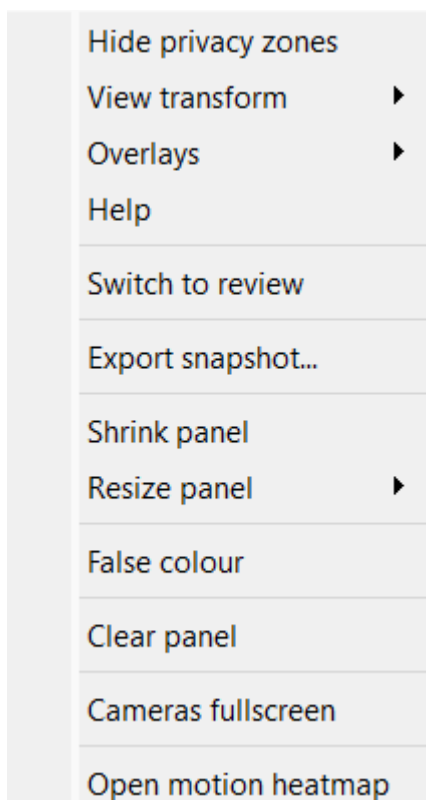 Hide privacy zones
View transform
Overlays
Help
Switch to review
Export snapshot...
Shrink panel
Resize panel
False colour
Clear panel
Cameras fullscreen
Open motion heatmap